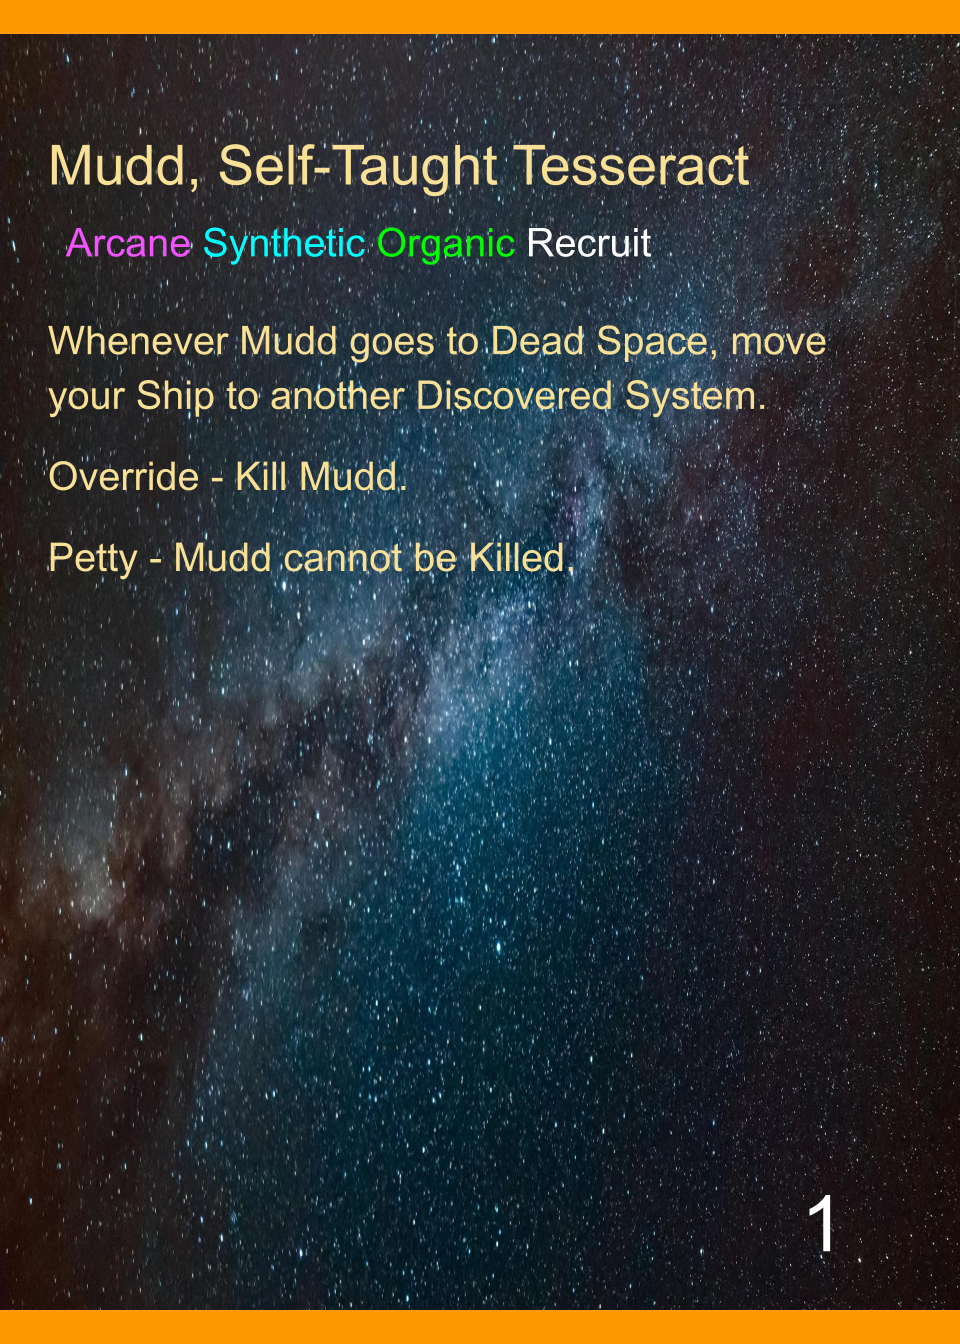 Mudd, Self-Taught Tesseract
Arcane Synthetic Organic Recruit
Whenever Mudd goes to Dead Space, move
your Ship to another Discovered System.
Override - Kill Mudd.
Petty - Mudd cannot be Killed.
1